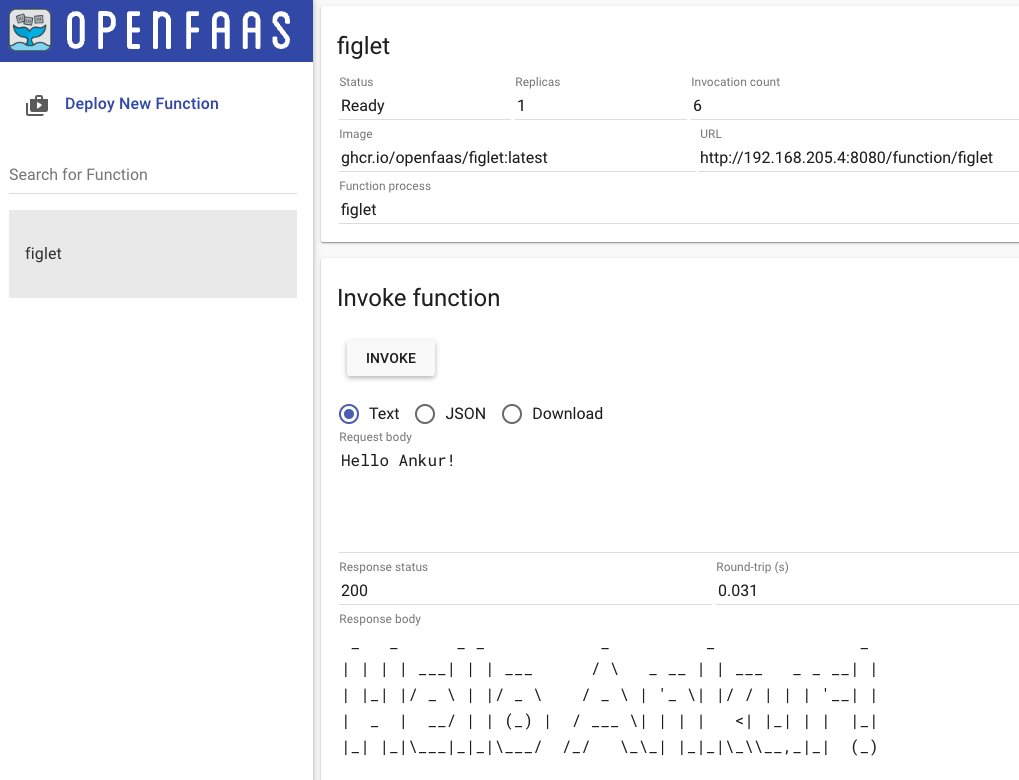 OPENFAAS
Deploy New Function
Search for Function
figlet
figlet
Status Replicas Invocation count
Ready 1 6
Image URL
ghcr.io/openfaas/figlet:latest http://192.168.205.4:8080/function/figlet
Function process
figlet
Invoke function
INVOKE
Text JSON Download
Request body
Hello Ankur!
Response status Round-trip (s)
200 0.031
Response body
 _   _      _ _            _          _               _
| | | | ___| | | ___      / \   _ __ | | ___   _ _ __| |
| |_| |/ _ \ | |/ _ \    / _ \ | '_ \| |/ / | | | '__| |
|  _  |  __/ | | (_) |  / ___ \| | | |   <| |_| | |  |_|
|_| |_|\___|_|_|\___/  /_/   \_\_| |_|_|\_\\__,_|_|  (_)